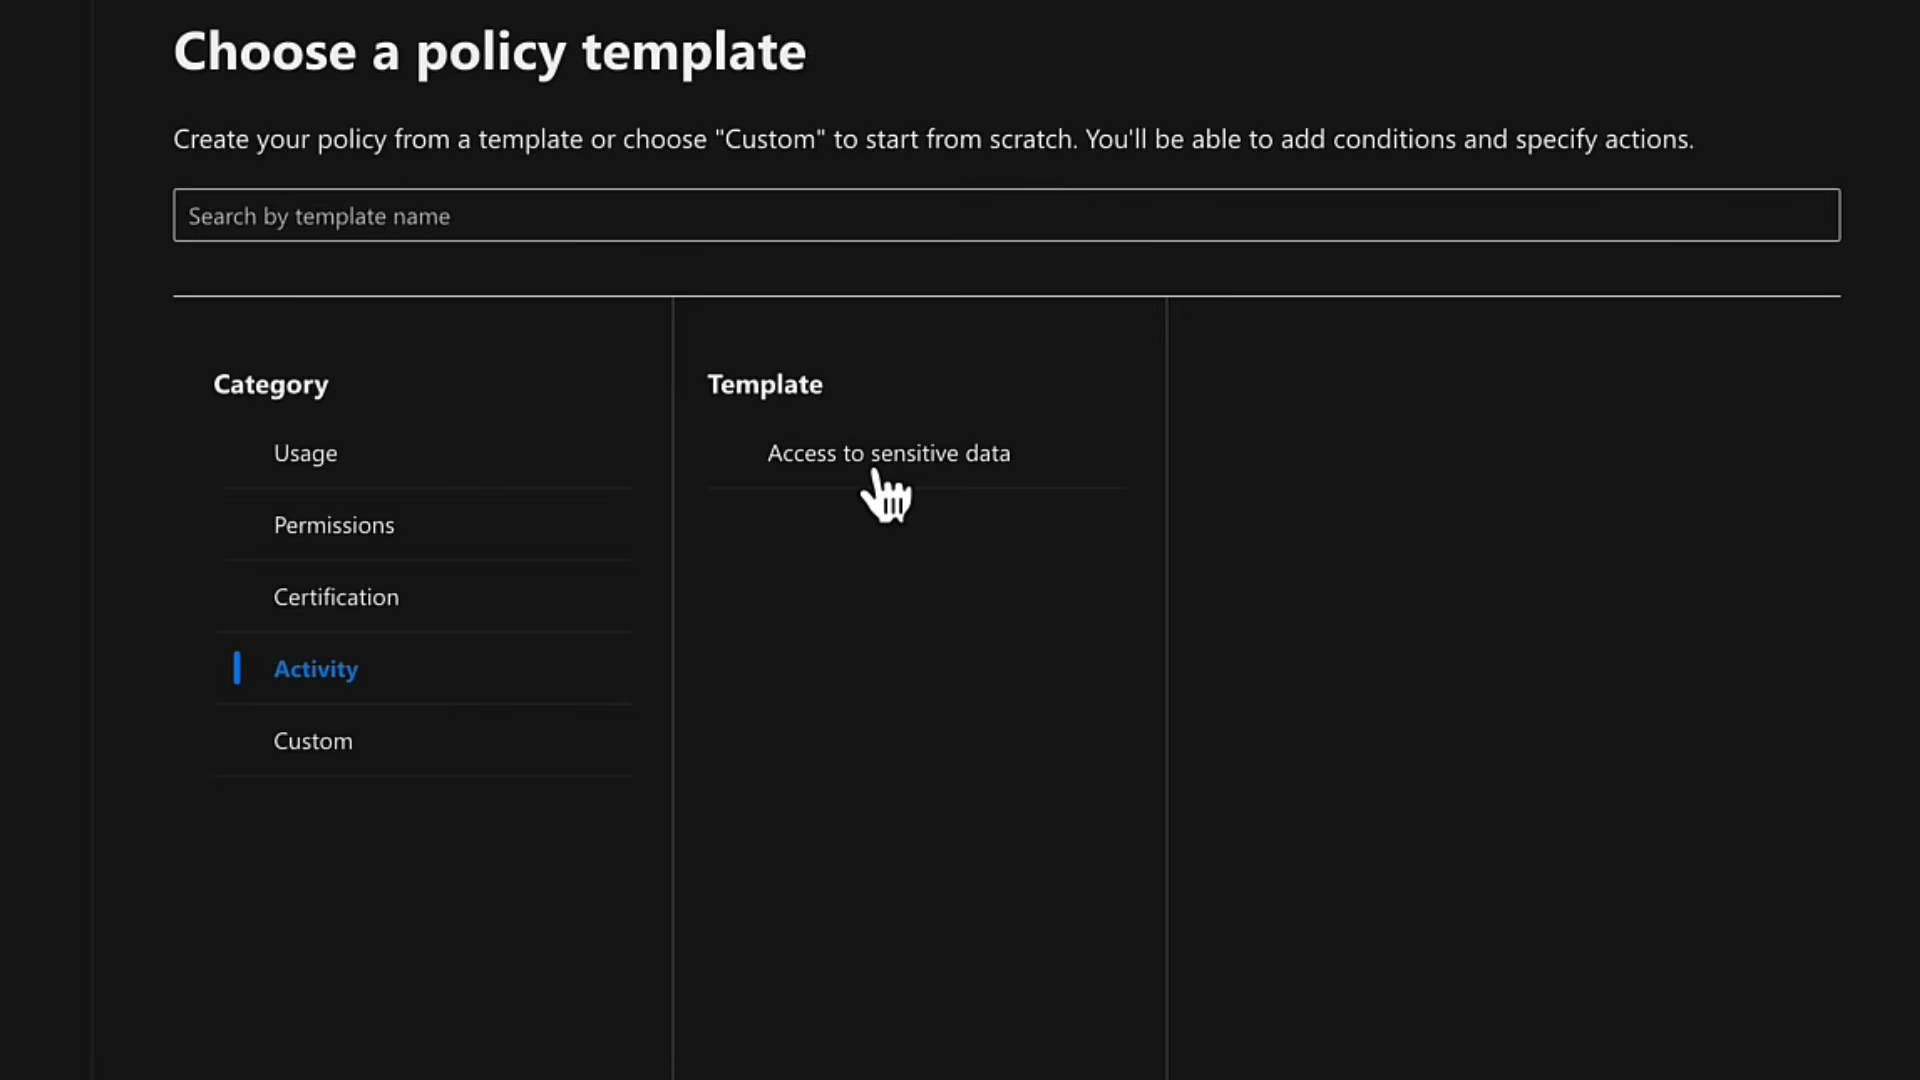 Choose a policy template
Create your policy from a template or choose "Custom" to start from scratch. You'll be able to add conditions and specify actions.
Search by template name
Category
Usage
Permissions
Certification
Activity
Custom
Template
Access to sensitive data